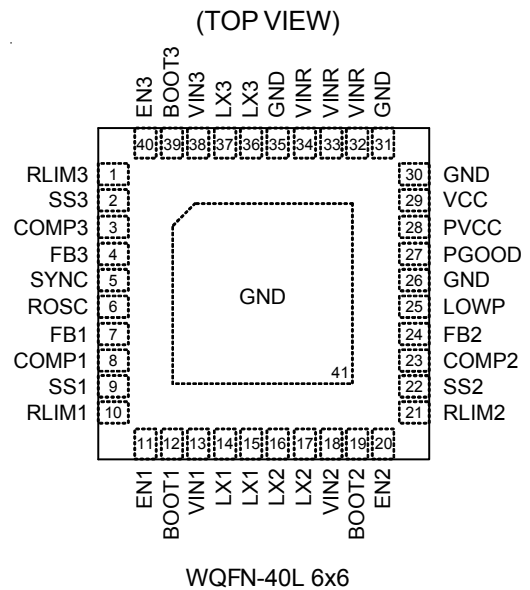 (TOP VIEW)
EN3
BOOT3
VIN3
LX3
LX3
GND
VINR
VINR
VINR
GND
40 39 38 37 36 35 34 33 32 31
RLIM3 1 30 GND
SS3 2 29 VCC
COMP3 3 28 PVCC
FB3 4 27 PGOOD
SYNC 5 26 GND
ROSC 6 25 LOWP
FB1 7 24 FB2
COMP1 8 23 COMP2
SS1 9 22 SS2
RLIM1 10 21 RLIM2
GND
41
11 12 13 14 15 16 17 18 19 20
EN1
BOOT1
VIN1
LX1
LX1
LX2
LX2
VIN2
BOOT2
EN2
WQFN-40L 6x6